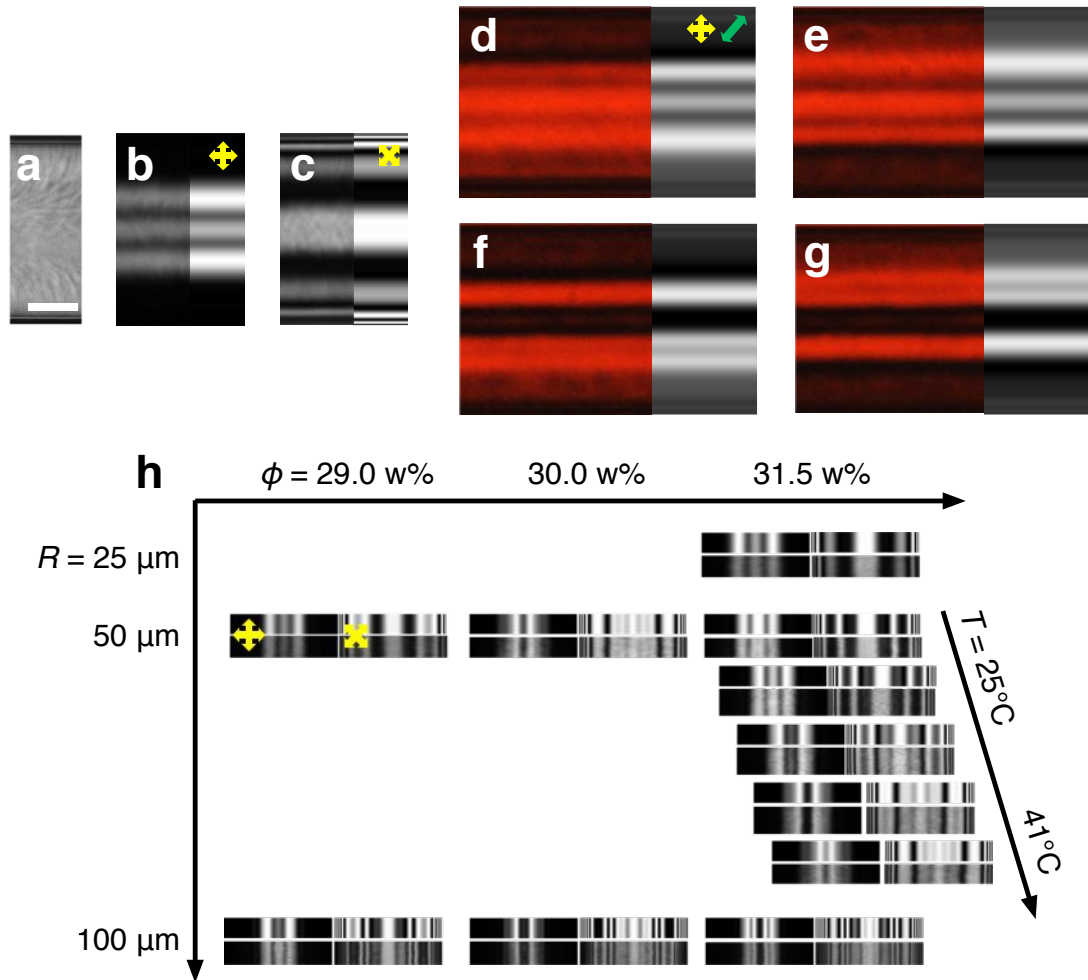 a
b
c
d
e
f
g
h
ϕ = 29.0 w%
30.0 w%
31.5 w%
R = 25 µm
50 µm
100 µm
T = 25°C
41°C